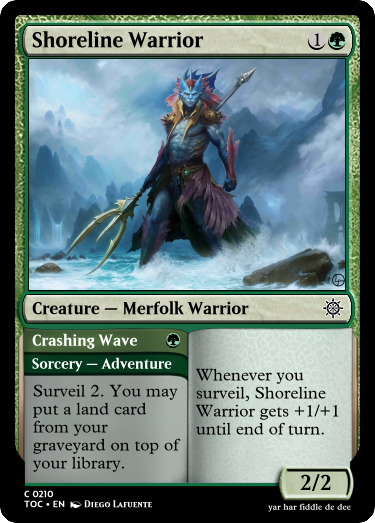 Shoreline Warrior 1
Creature — Merfolk Warrior
Crashing Wave
Sorcery — Adventure
Surveil 2. You may
put a land card
from your
graveyard on top of
your library.
Whenever you
surveil, Shoreline
Warrior gets +1/+1
until end of turn.
2/2
C 0210
TOC • EN Diego Lafuente
yar har fiddle de dee